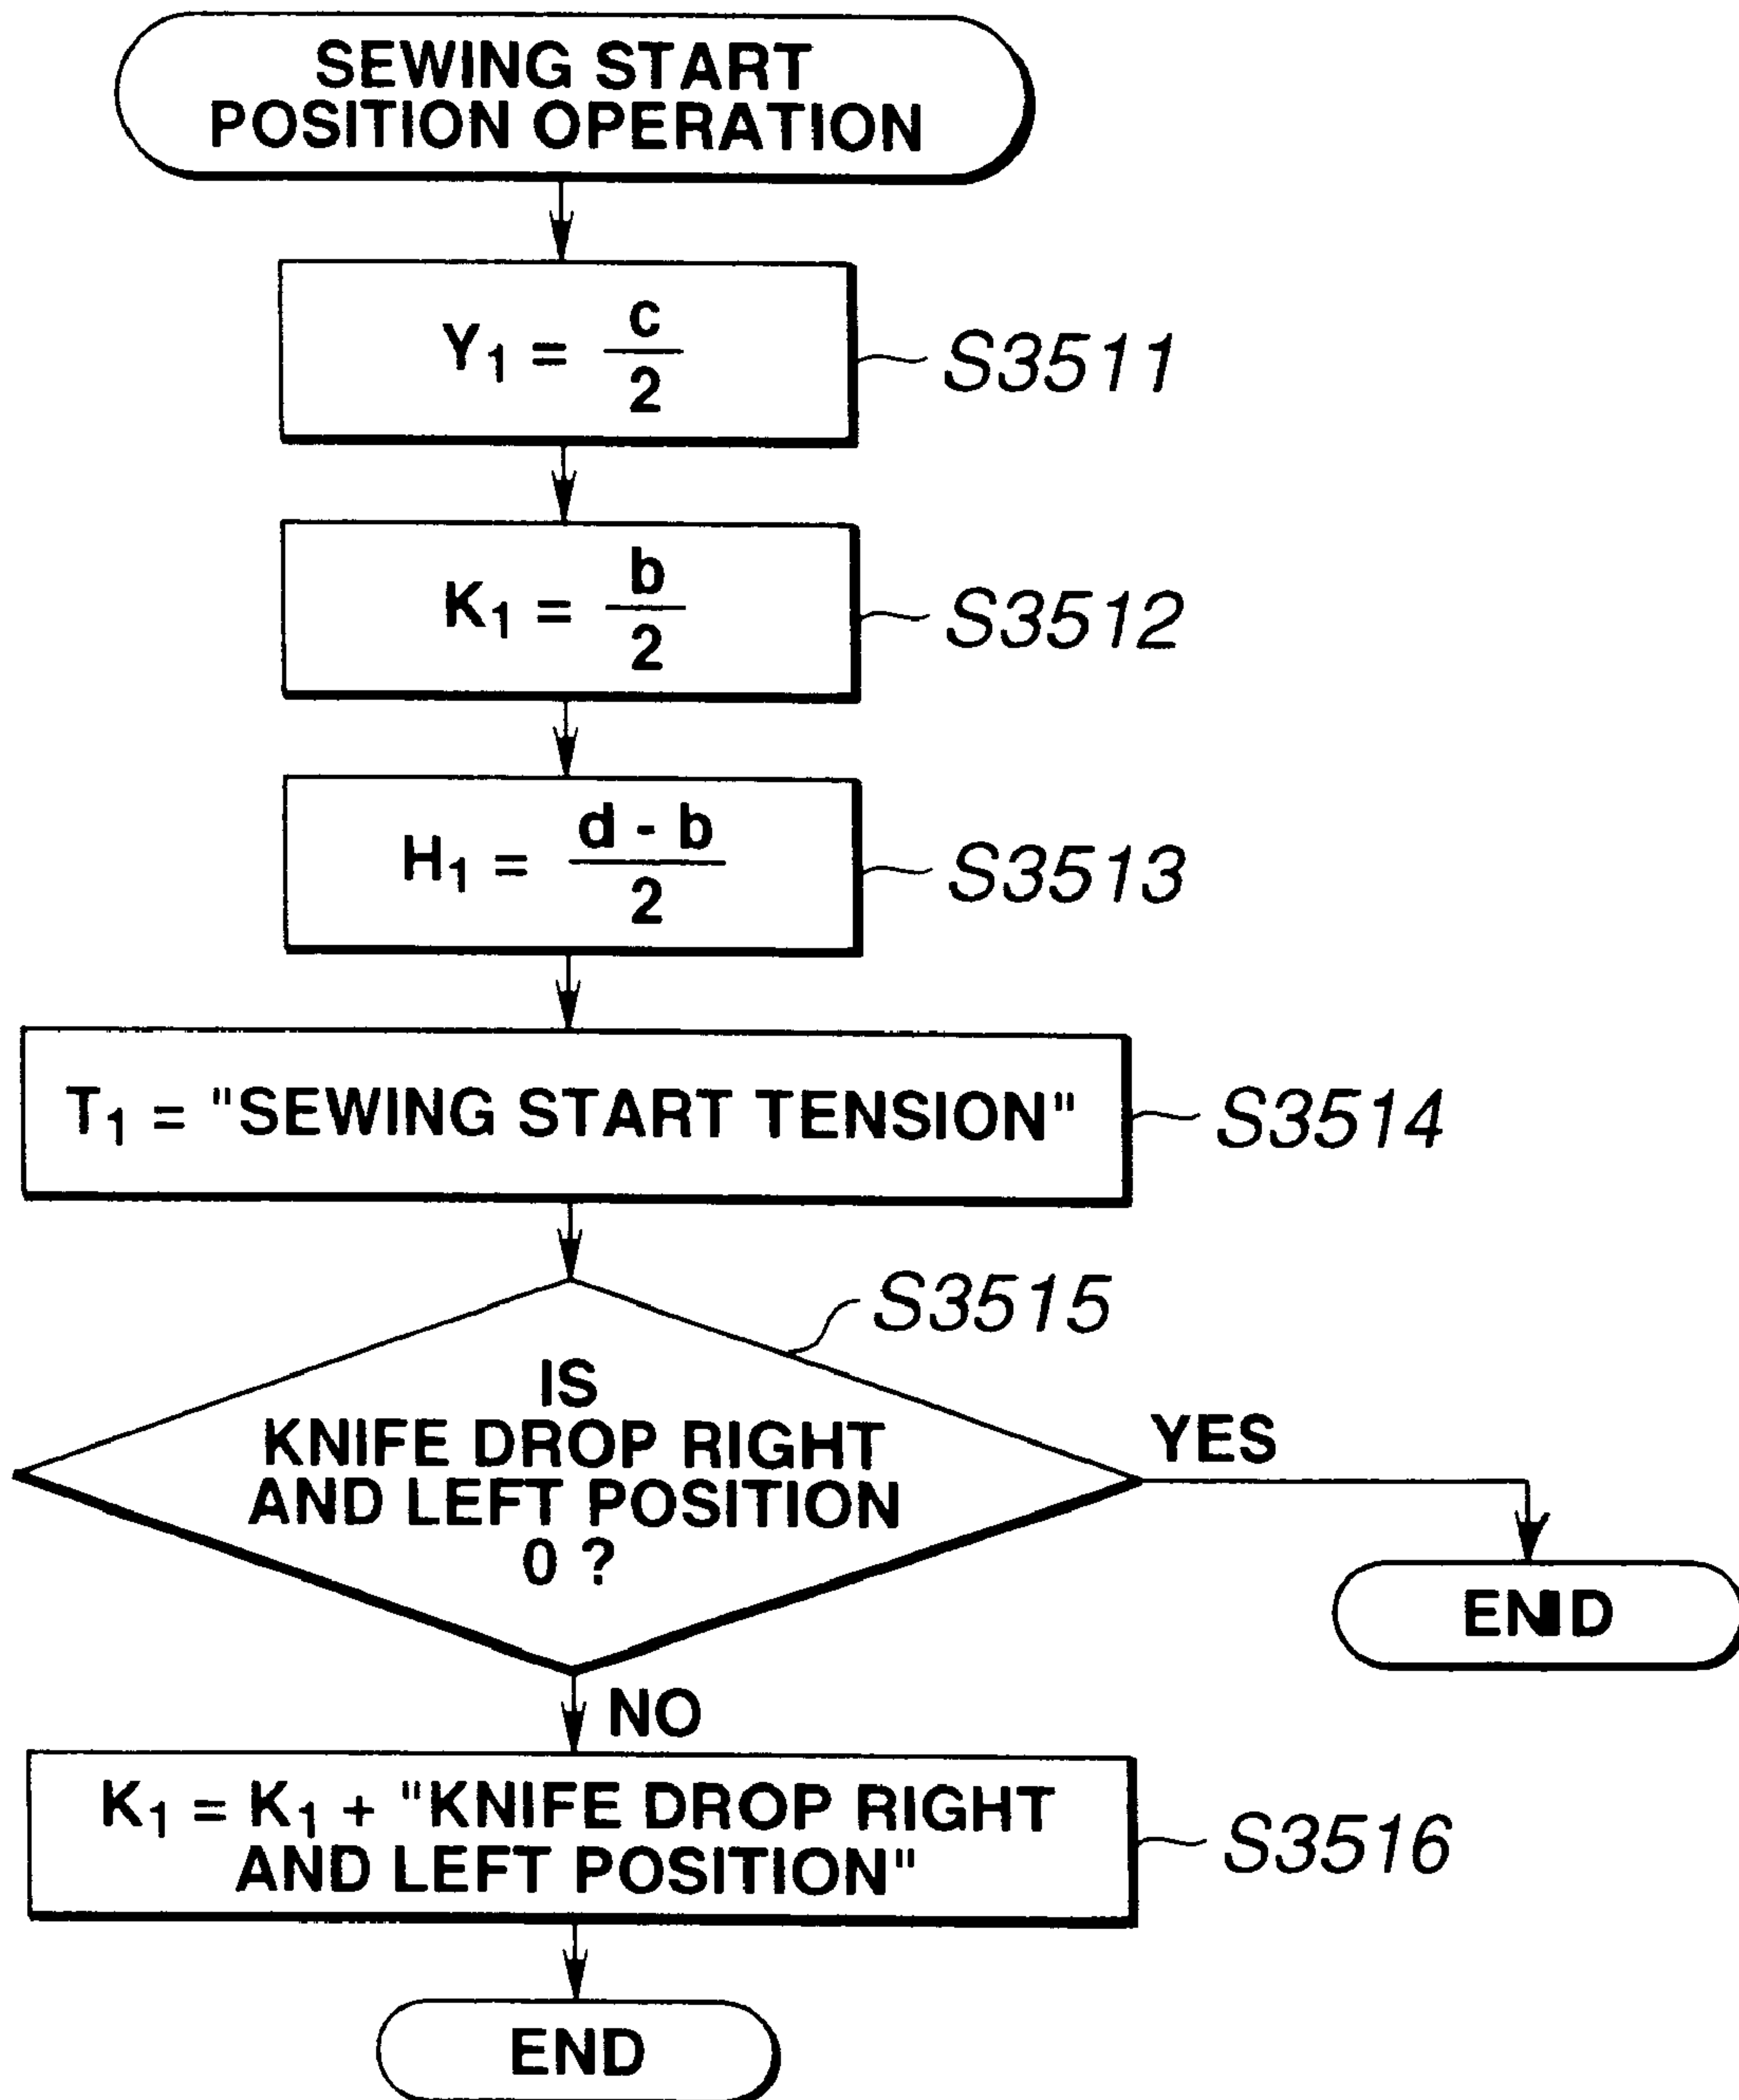 SEWING START
POSITION OPERATION
Y1 = c/2
S3511
K1 = b/2
S3512
H1 = d - b/2
S3513
T1 = "SEWING START TENSION"
S3514
S3515
IS
KNIFE DROP RIGHT
AND LEFT POSITION
0 ?
YES
END
NO
K1 = K1 + "KNIFE DROP RIGHT
AND LEFT POSITION"
S3516
END